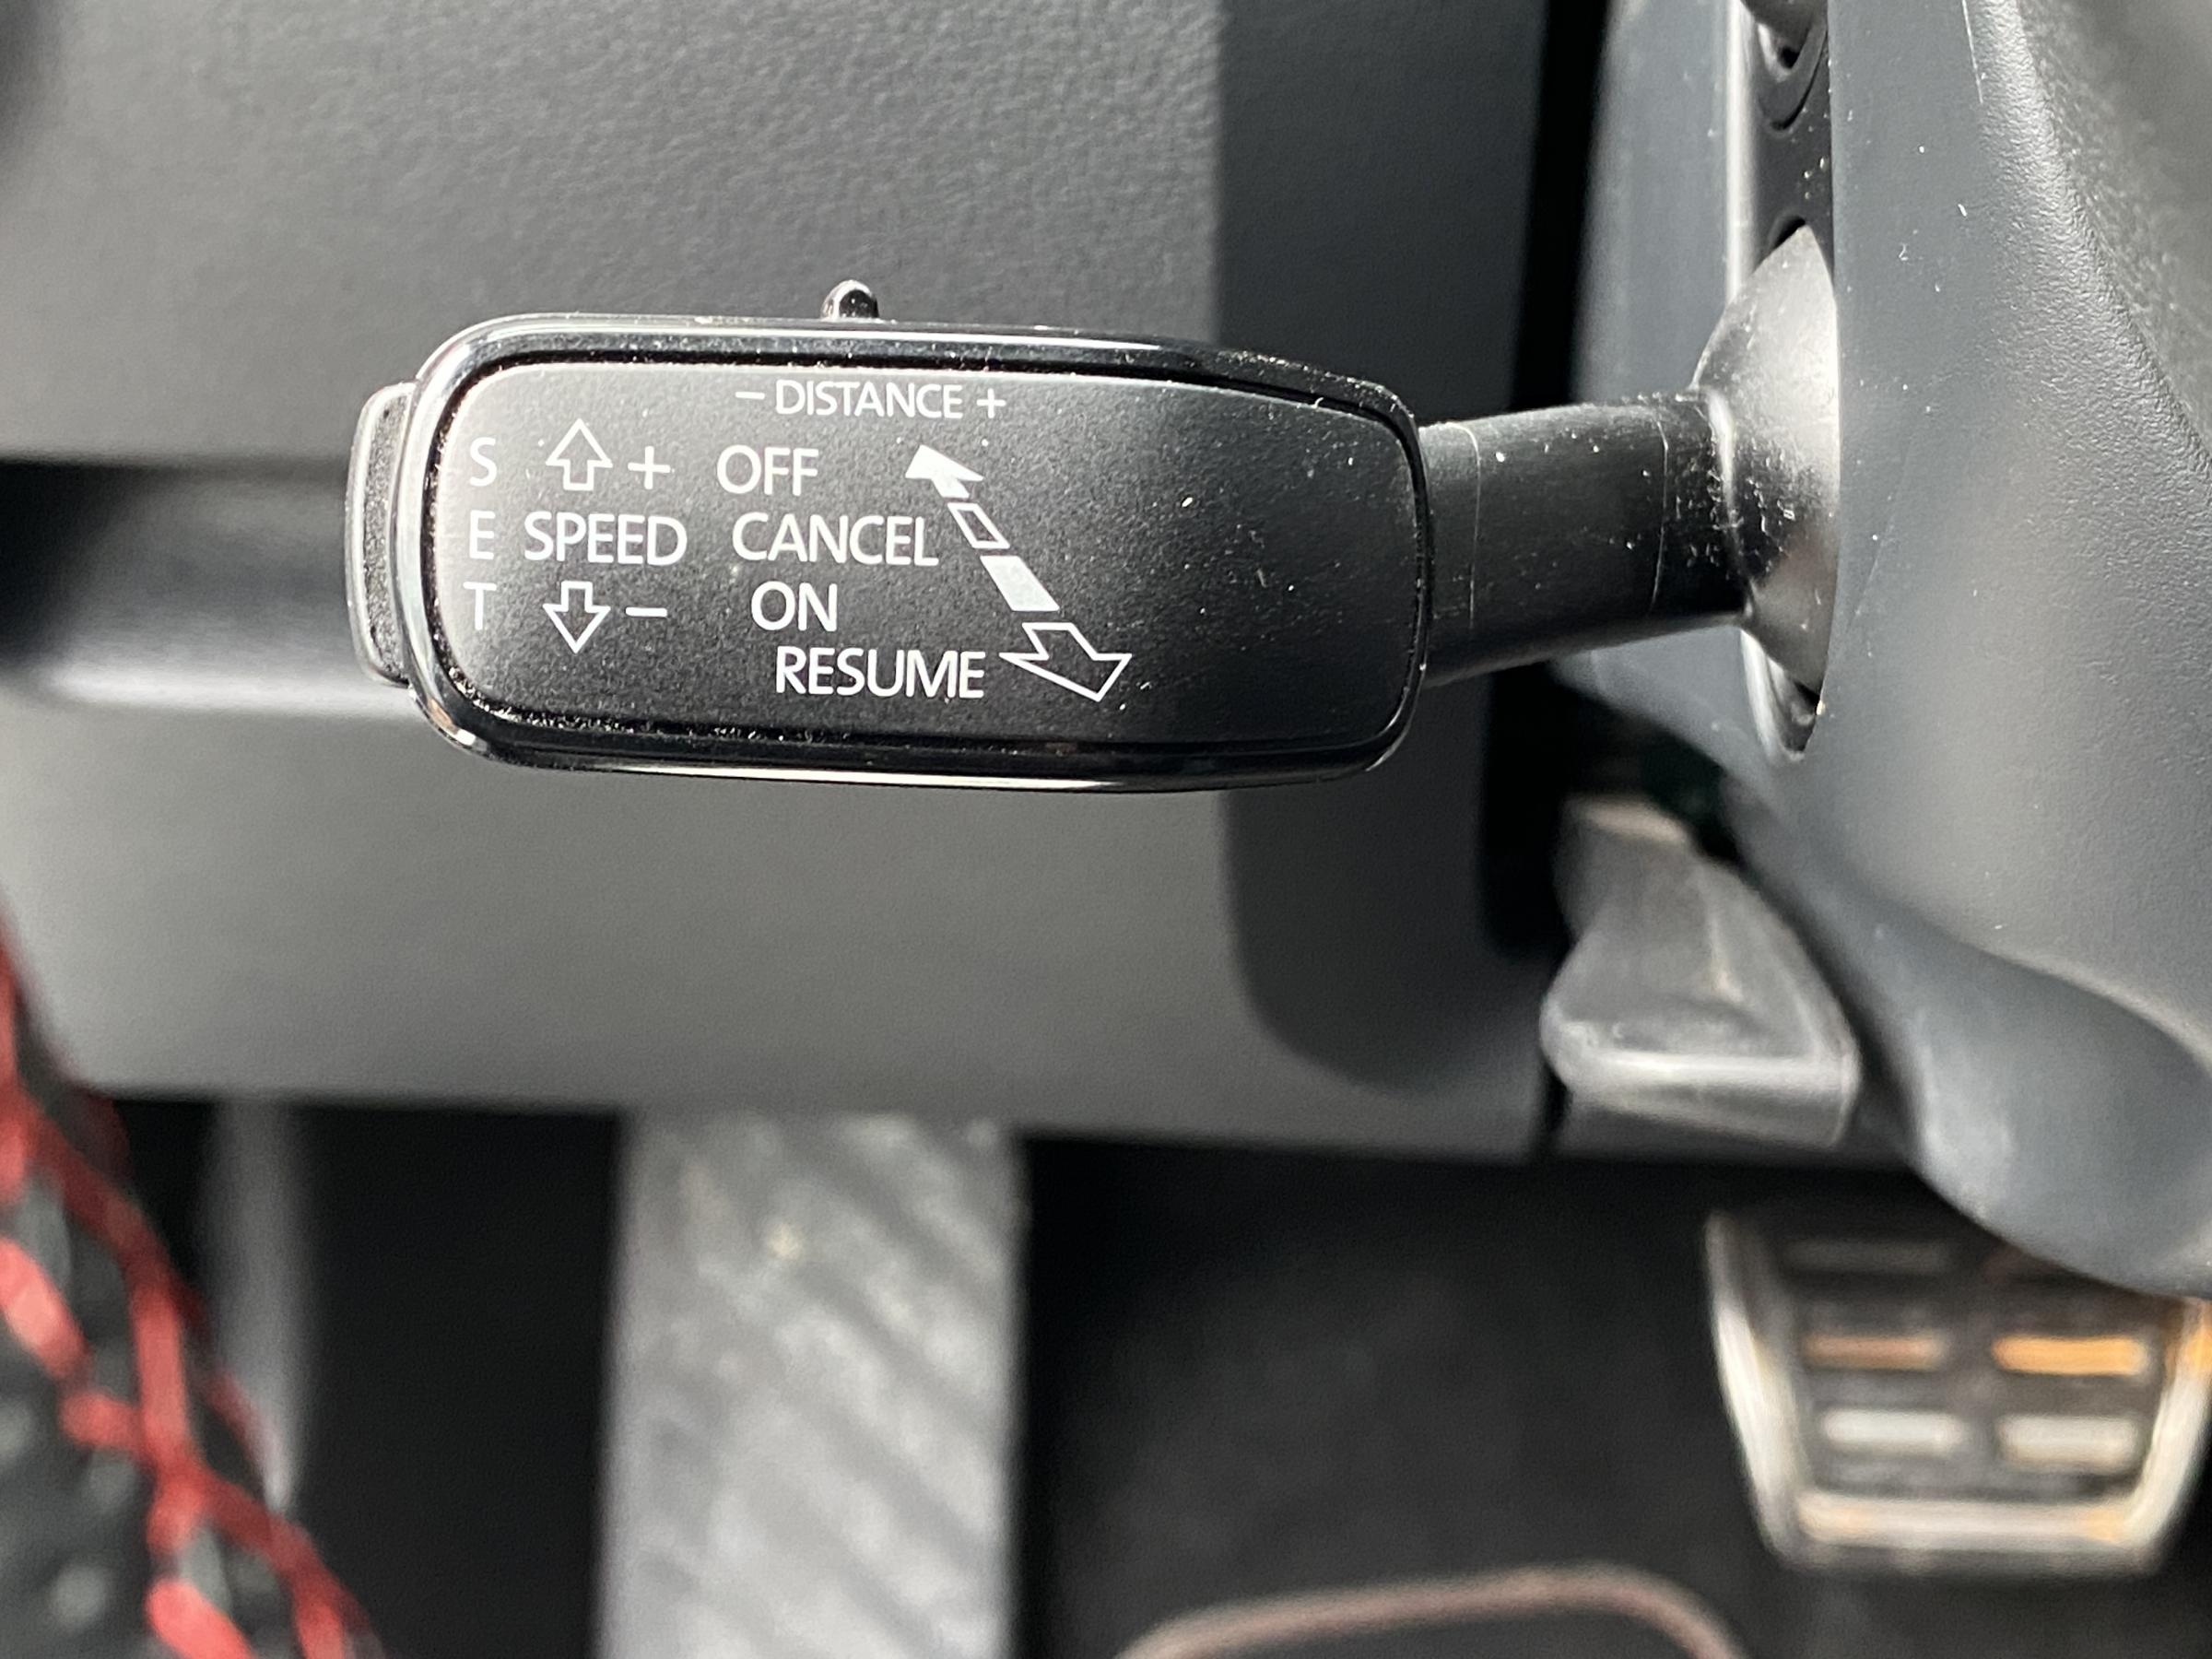 - DISTANCE +
S + OFF
E SPEED CANCEL
T - ON
RESUME